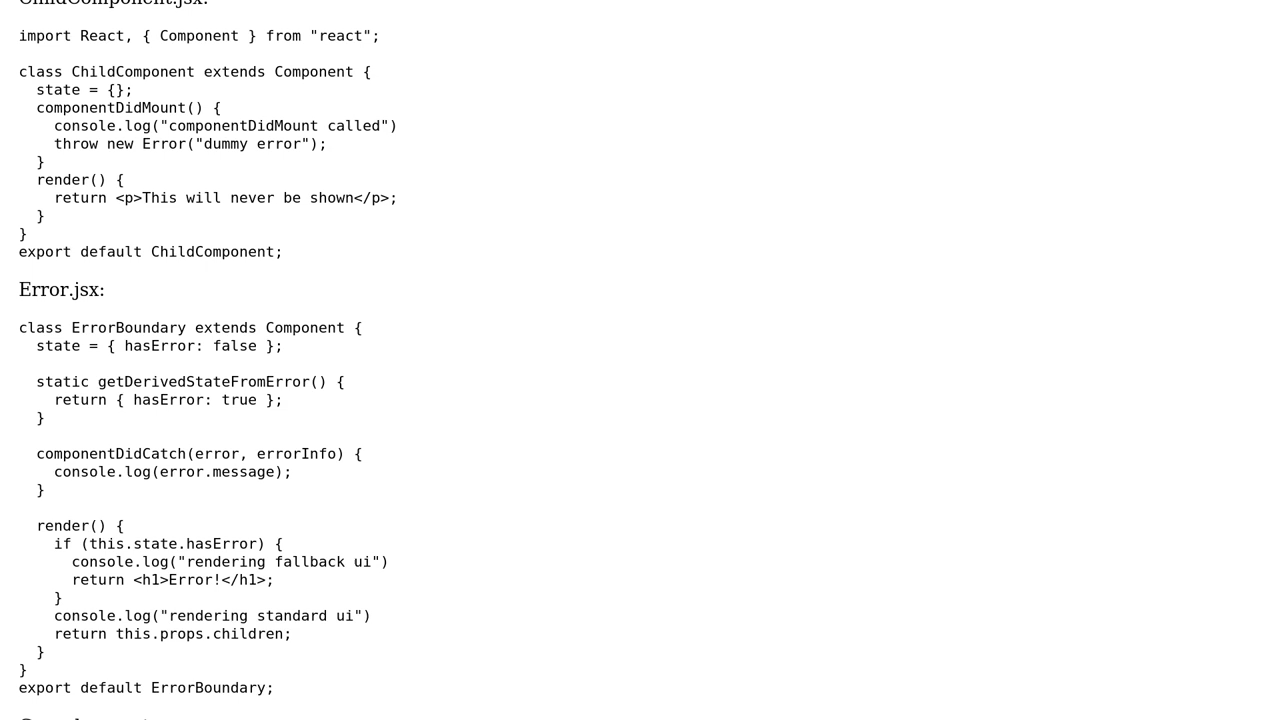 ChildComponent.jsx:
import React, { Component } from "react";
class ChildComponent extends Component {
state = {};
componentDidMount() {
console.log("componentDidMount called")
throw new Error("dummy error");
}
render() {
return <p>This will never be shown</p>;
}
}
export default ChildComponent;
Error.jsx:
class ErrorBoundary extends Component {
state = { hasError: false };
static getDerivedStateFromError() {
return { hasError: true };
}
componentDidCatch(error, errorInfo) {
console.log(error.message);
}
render() {
if (this.state.hasError) {
console.log("rendering fallback ui")
return <h1>Error!</h1>;
}
console.log("rendering standard ui")
return this.props.children;
}
}
export default ErrorBoundary;